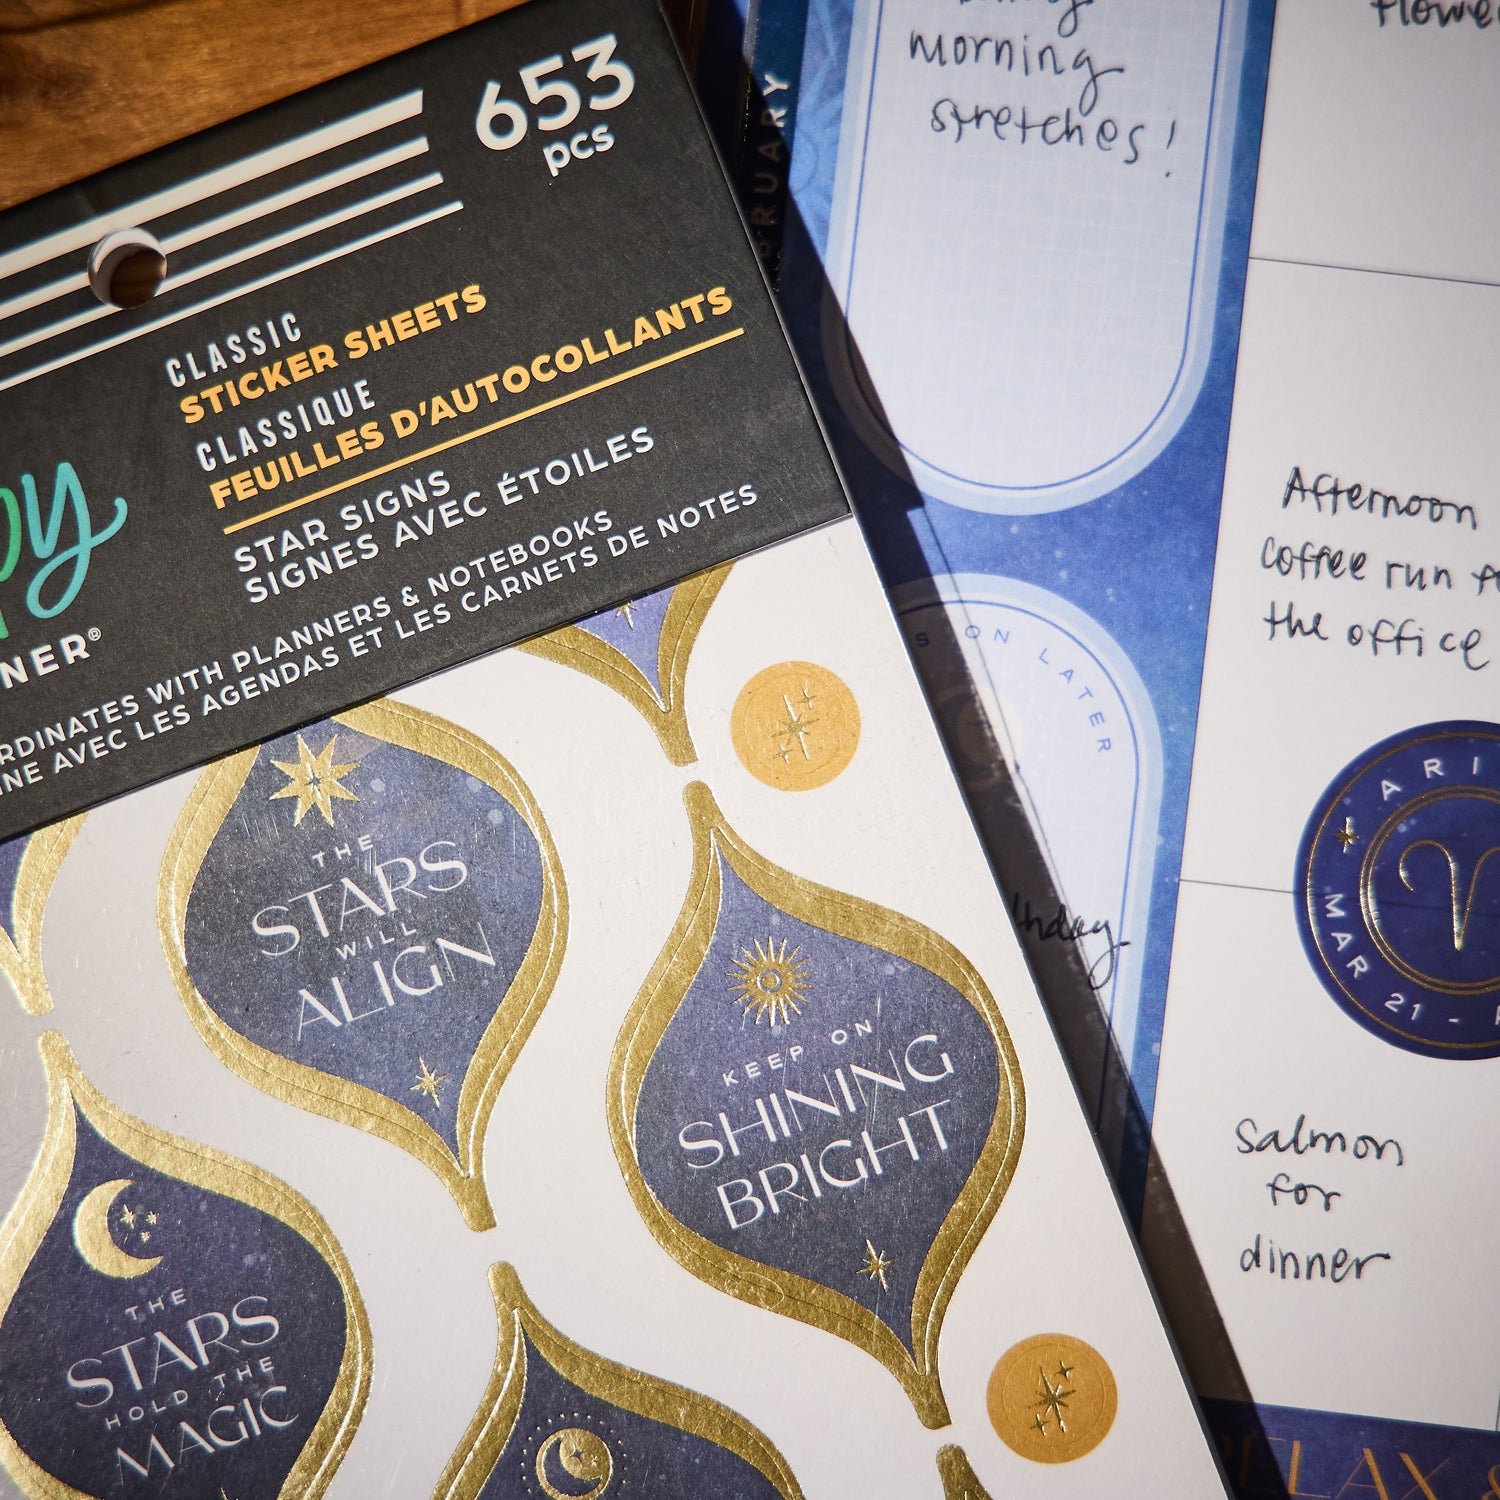 653
pcs
CLASSIC
STICKER SHEETS
CLASSIQUE
FEUILLES D'AUTOCOLLANTS
STAR SIGNS
SIGNES AVEC ÉTOILES
WITH PLANNERS & NOTEBOOKS
AVEC LES AGENDAS ET LES CARNETS DE NOTES
THE
STARS
WILL
ALIGN
KEEP ON
SHINING
BRIGHT
THE
STARS
HOLD THE
MAGIC
morning
stretches!
ON LATER
Afternoon
coffee run
the office
MAR 21 -
Salmon
for
dinner